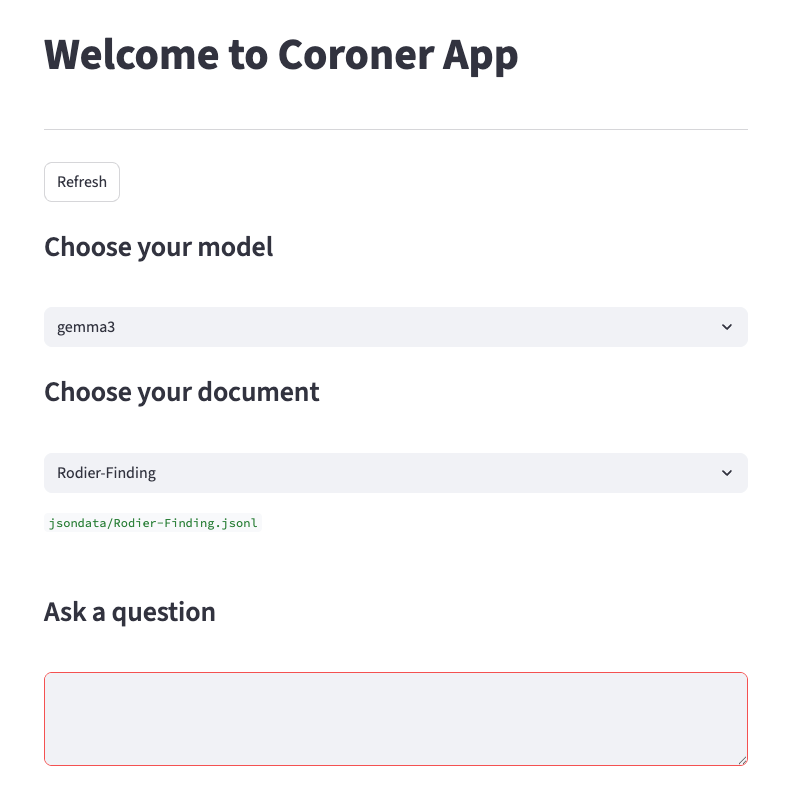 Welcome to Coroner App
Refresh
Choose your model
gemma3
Choose your document
Rodier-Finding
jsondata/Rodier-Finding.jsonl
Ask a question